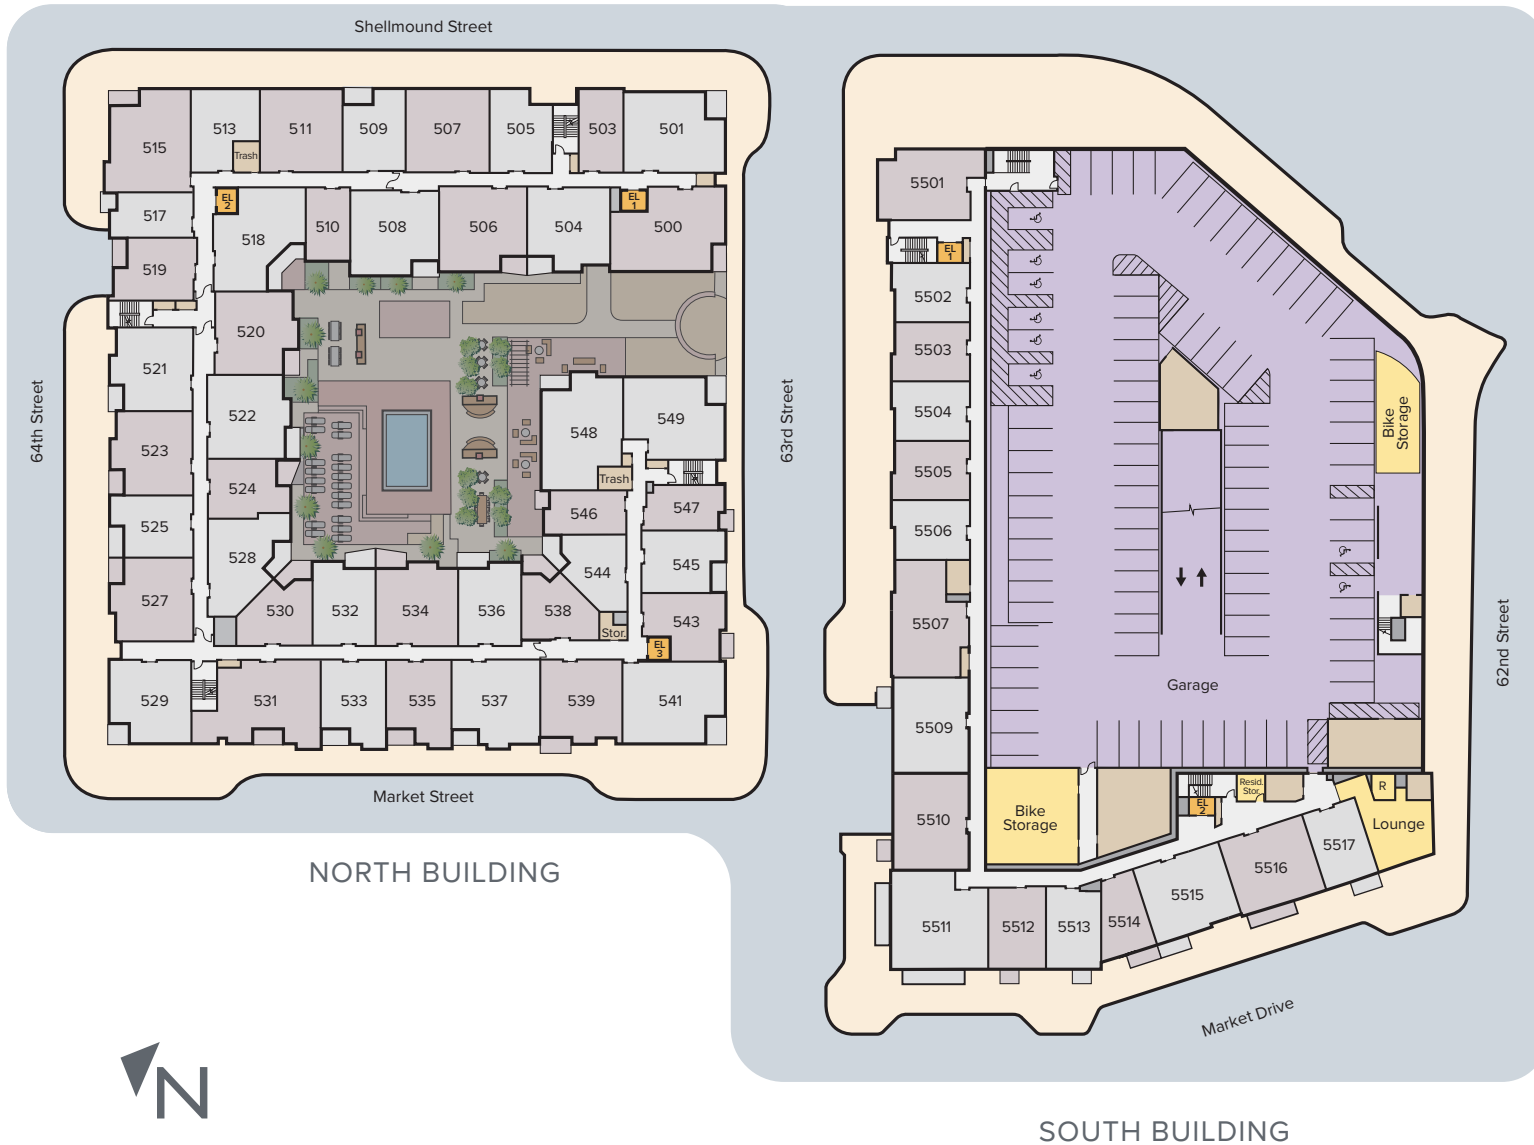 Shellmound Street
513
511
509
507
505
503
501
515
Trash
EL
2
EL
1
517
518
510
508
506
504
500
519
520
521
522
549
548
523
524
Trash
546
547
525
528
544
545
527
530
532
534
536
538
Stor.
543
EL
3
529
531
533
535
537
539
541
64th Street
63rd Street
Market Street
NORTH BUILDING
5501
EL
1
5502
5503
5504
5505
5506
5507
5509
5510
Bike
Storage
Garage
62nd Street
Bike
Storage
Resid.
Stor.
EL
2
R
Lounge
5517
5516
5515
5514
5513
5512
5511
Market Drive
N
SOUTH BUILDING